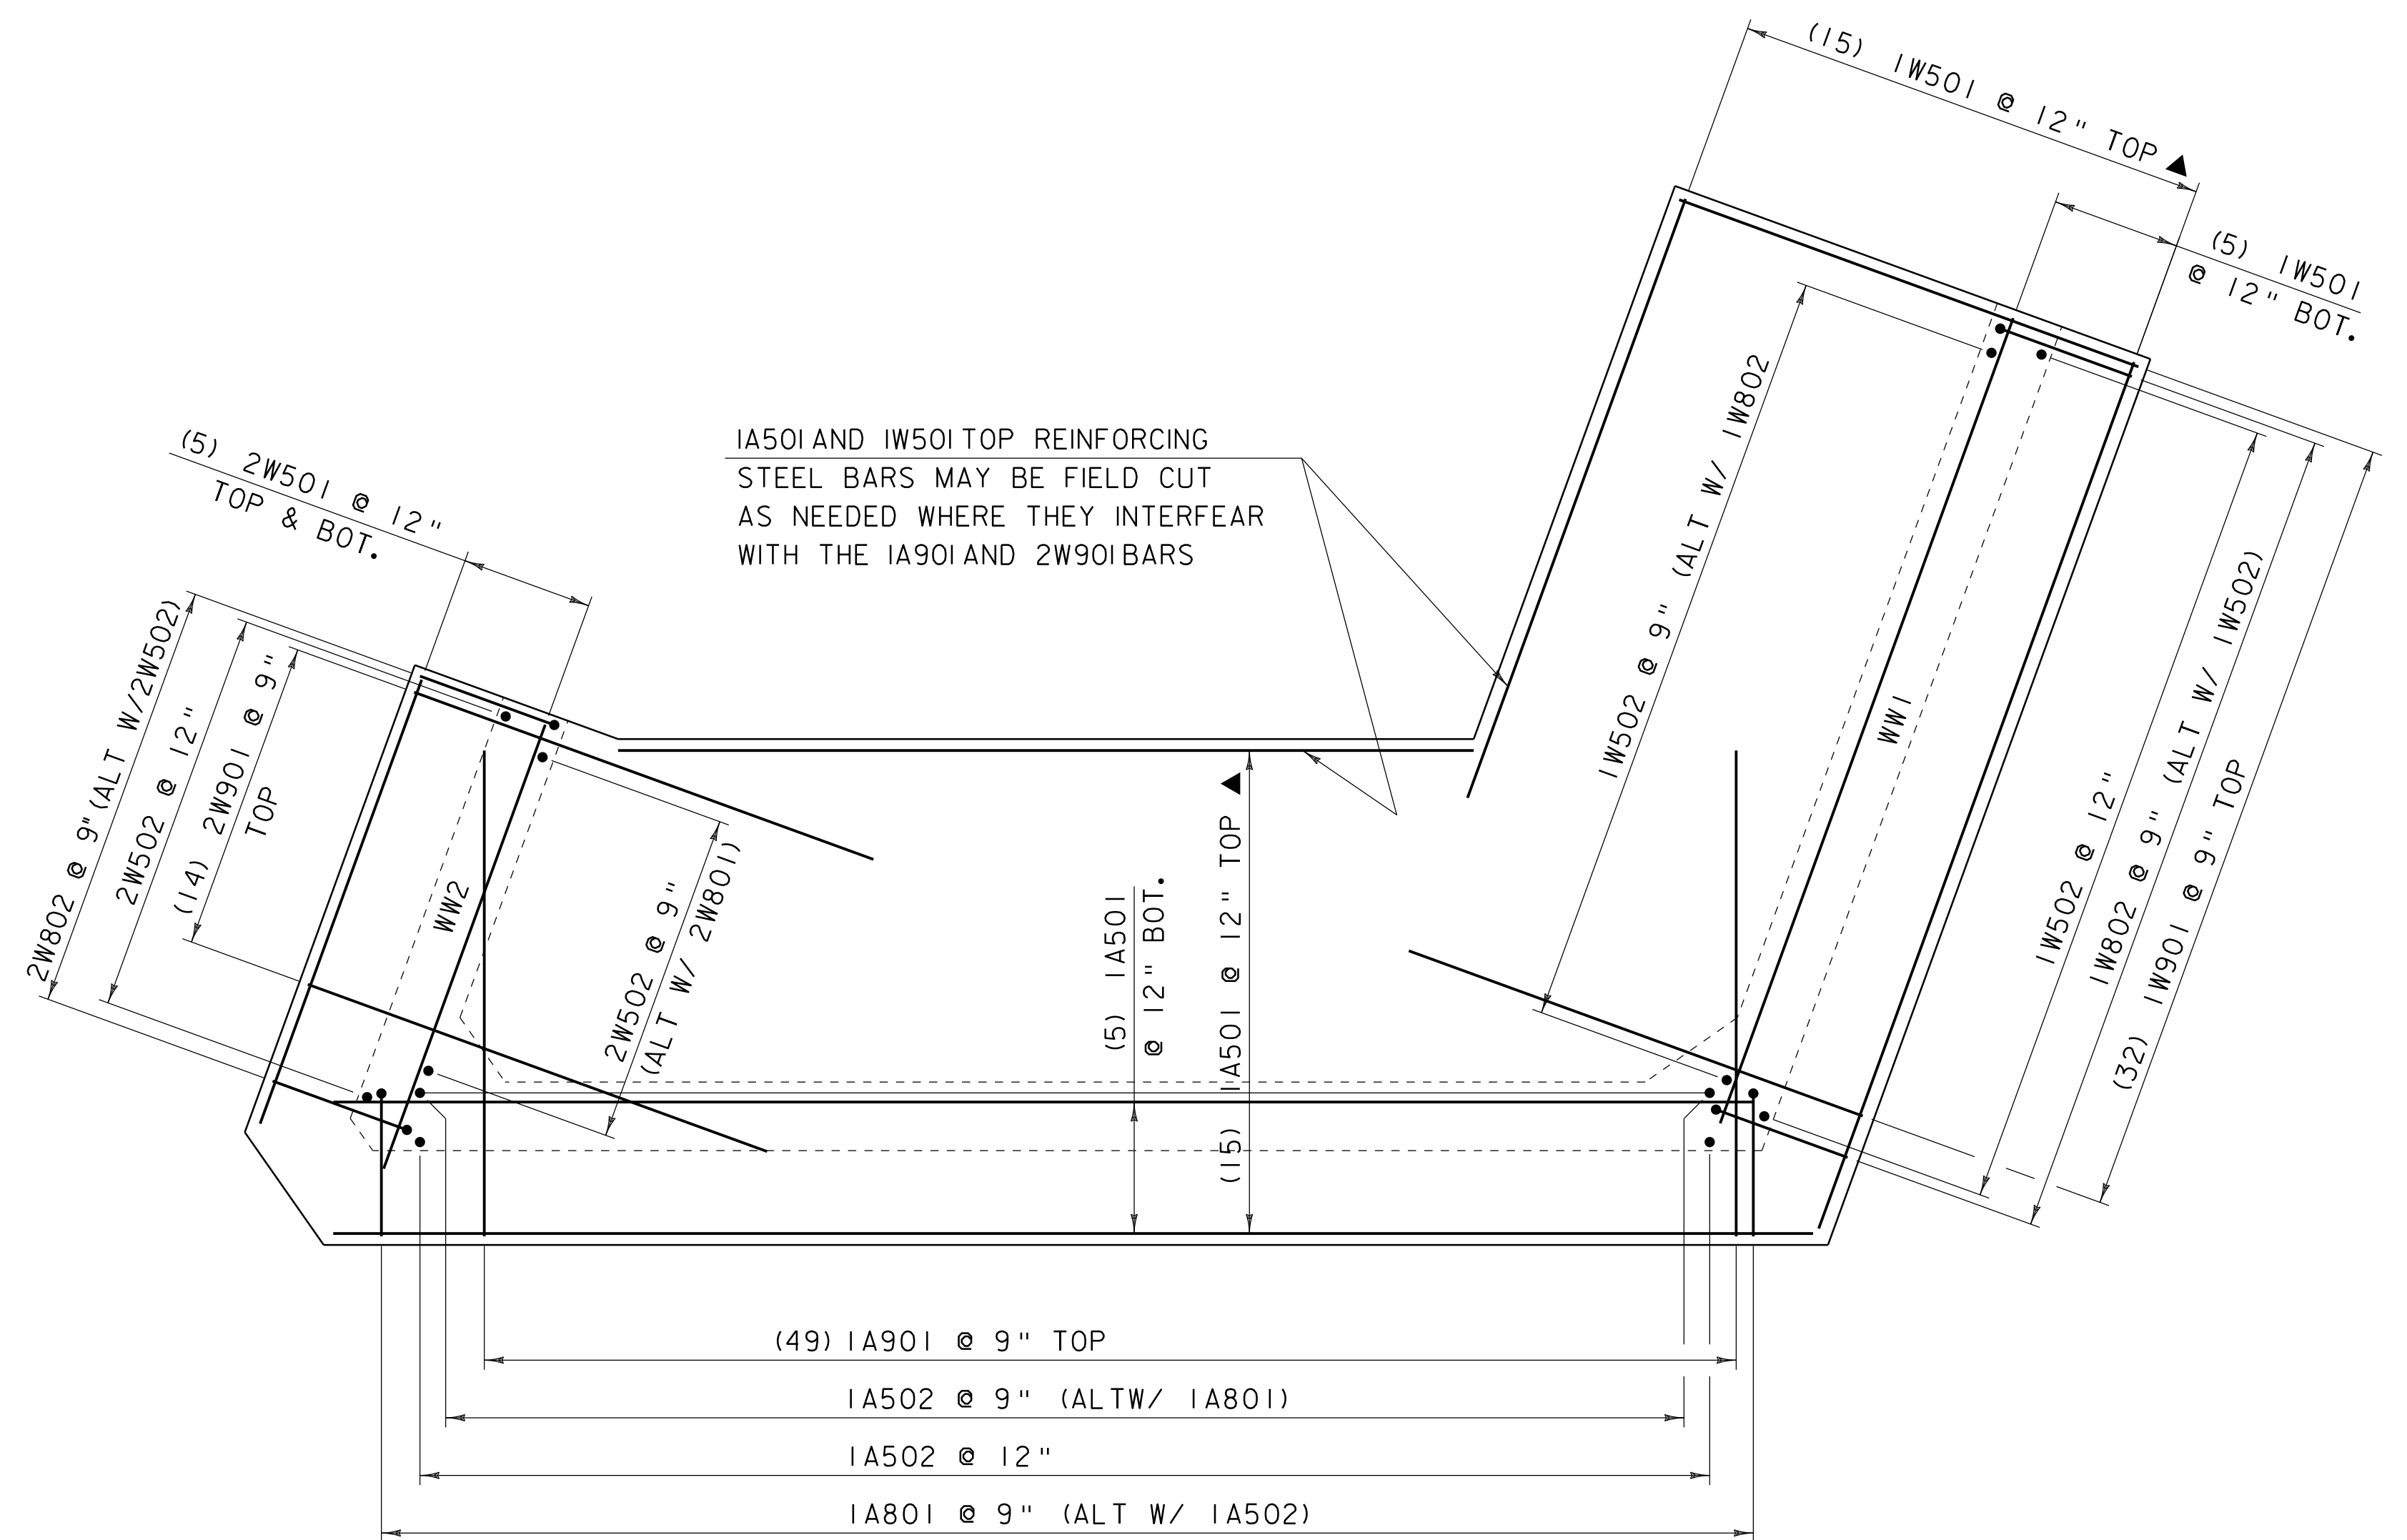 (15) 1W501 @ 12" TOP ▲
(5) 1W501
@ 12" BOT.
1A501 AND 1W501 TOP REINFORCING
STEEL BARS MAY BE FIELD CUT
AS NEEDED WHERE THEY INTERFEAR
WITH THE 1A901 AND 2W901 BARS
(5) 2W501 @ 12"
TOP & BOT.
2W802 @ 9" (ALT W/2W502)
2W502 @ 12"
(14) 2W901 @ 9"
TOP
WW2
2W502 @ 9"
(ALT W/ 2W801)
(5) 1A501
@ 12" BOT.
(15) 1A501 @ 12" TOP ▲
1W502 @ 9" (ALT W/ 1W802
WW1
1W502 @ 12"
1W802 @ 9" (ALT W/ 1W502)
(32) 1W901 @ 9" TOP
(49) 1A901 @ 9" TOP
1A502 @ 9" (ALTW/ 1A801)
1A502 @ 12"
1A801 @ 9" (ALT W/ 1A502)